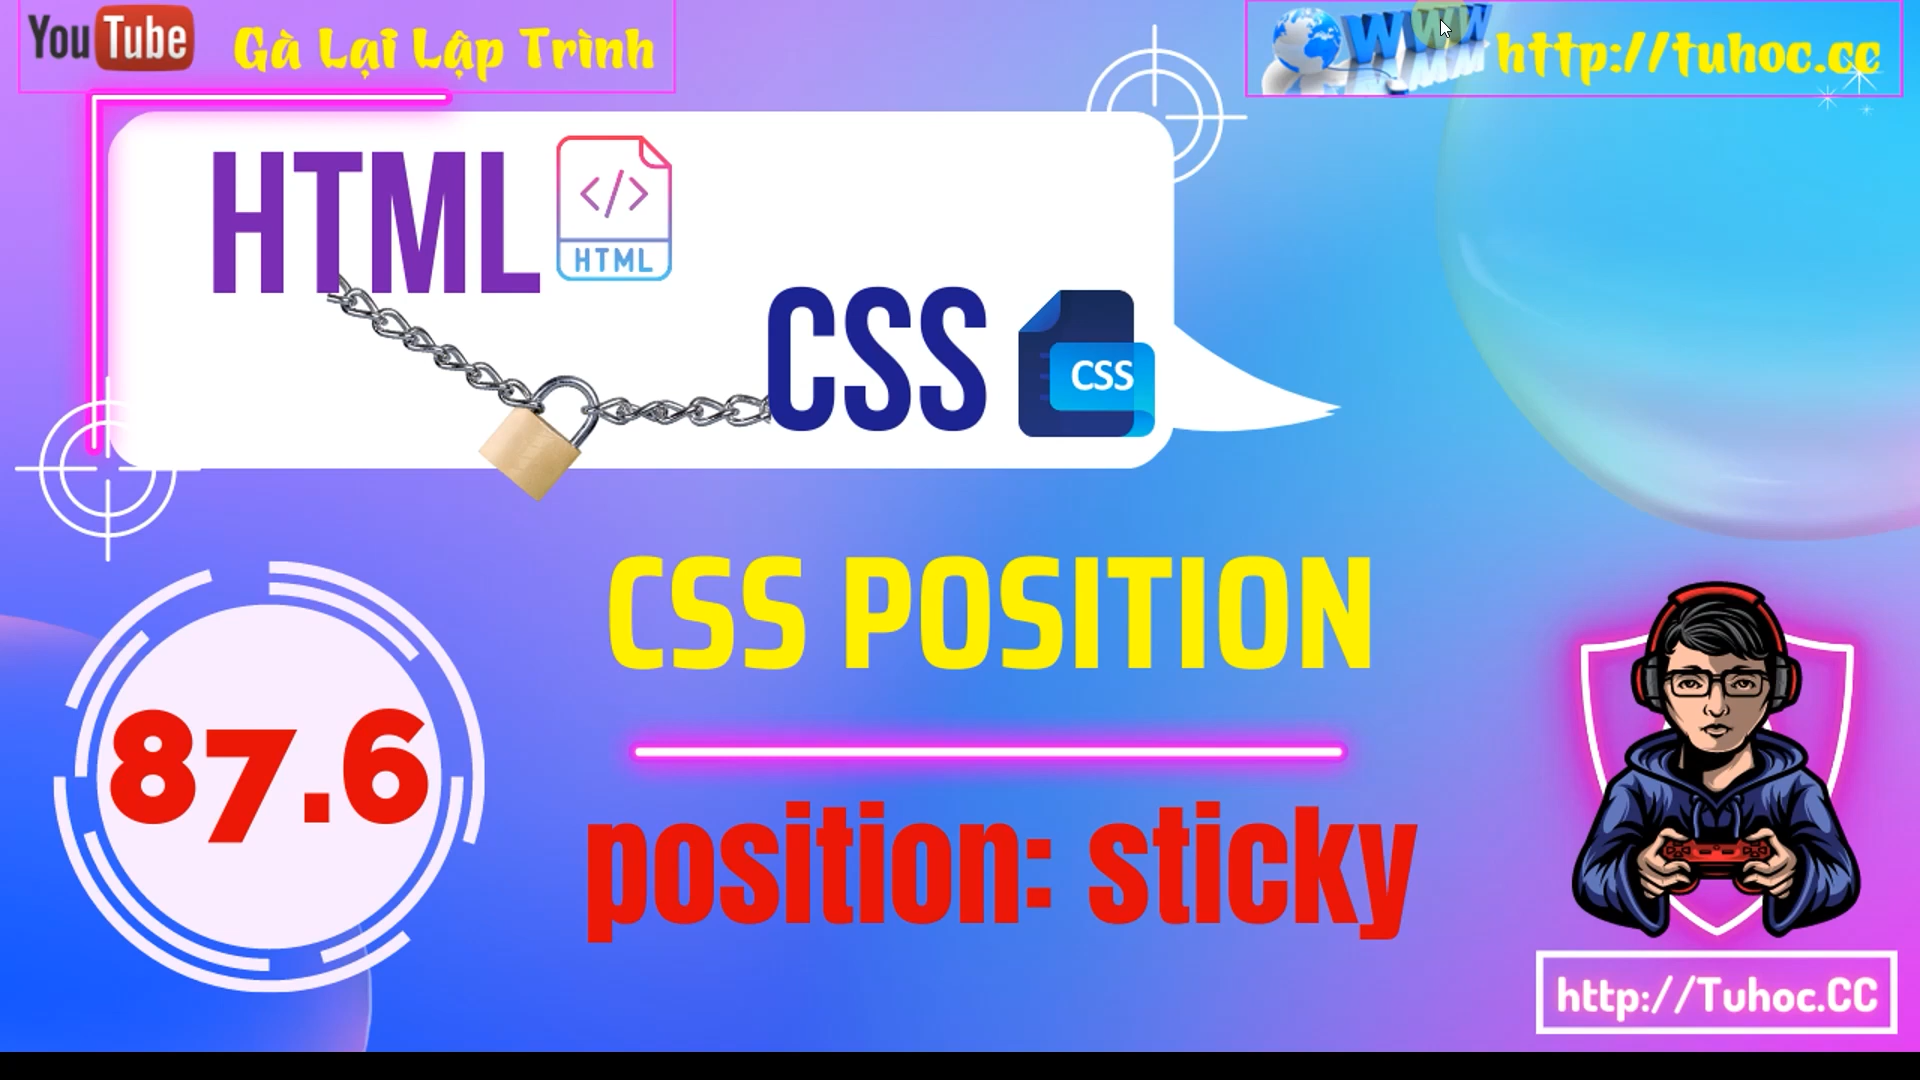 YouTube
Gà Lại Lập Trình
WWW
http://tuhoc.cc
HTML
</>
HTML
CSS
CSS
CSS POSITION
87.6
position: sticky
http://Tuhoc.CC